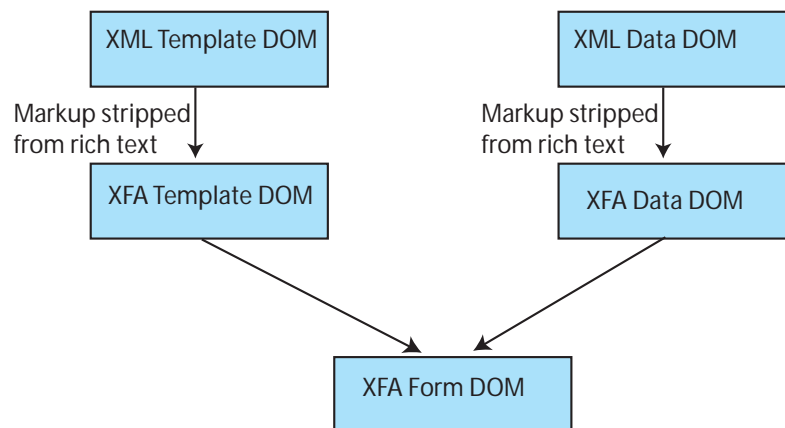 XML Template DOM
XML Data DOM
Markup stripped
from rich text
Markup stripped
from rich text
XFA Template DOM
XFA Data DOM
XFA Form DOM